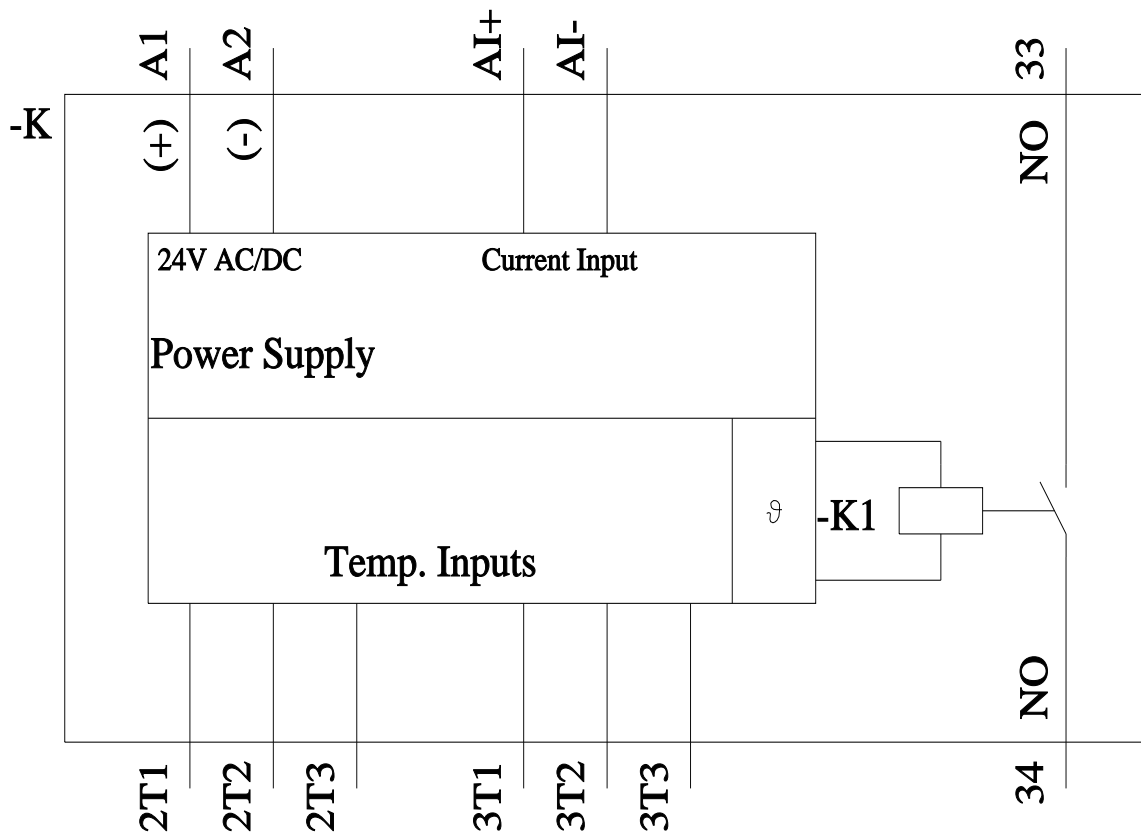 A1
A2
AI+
AI-
33
-K
(+)
(-)
NO
24V AC/DC
Current Input
Power Supply
ϑ
-K1
Temp. Inputs
NO
2T1
2T2
2T3
3T1
3T2
3T3
34